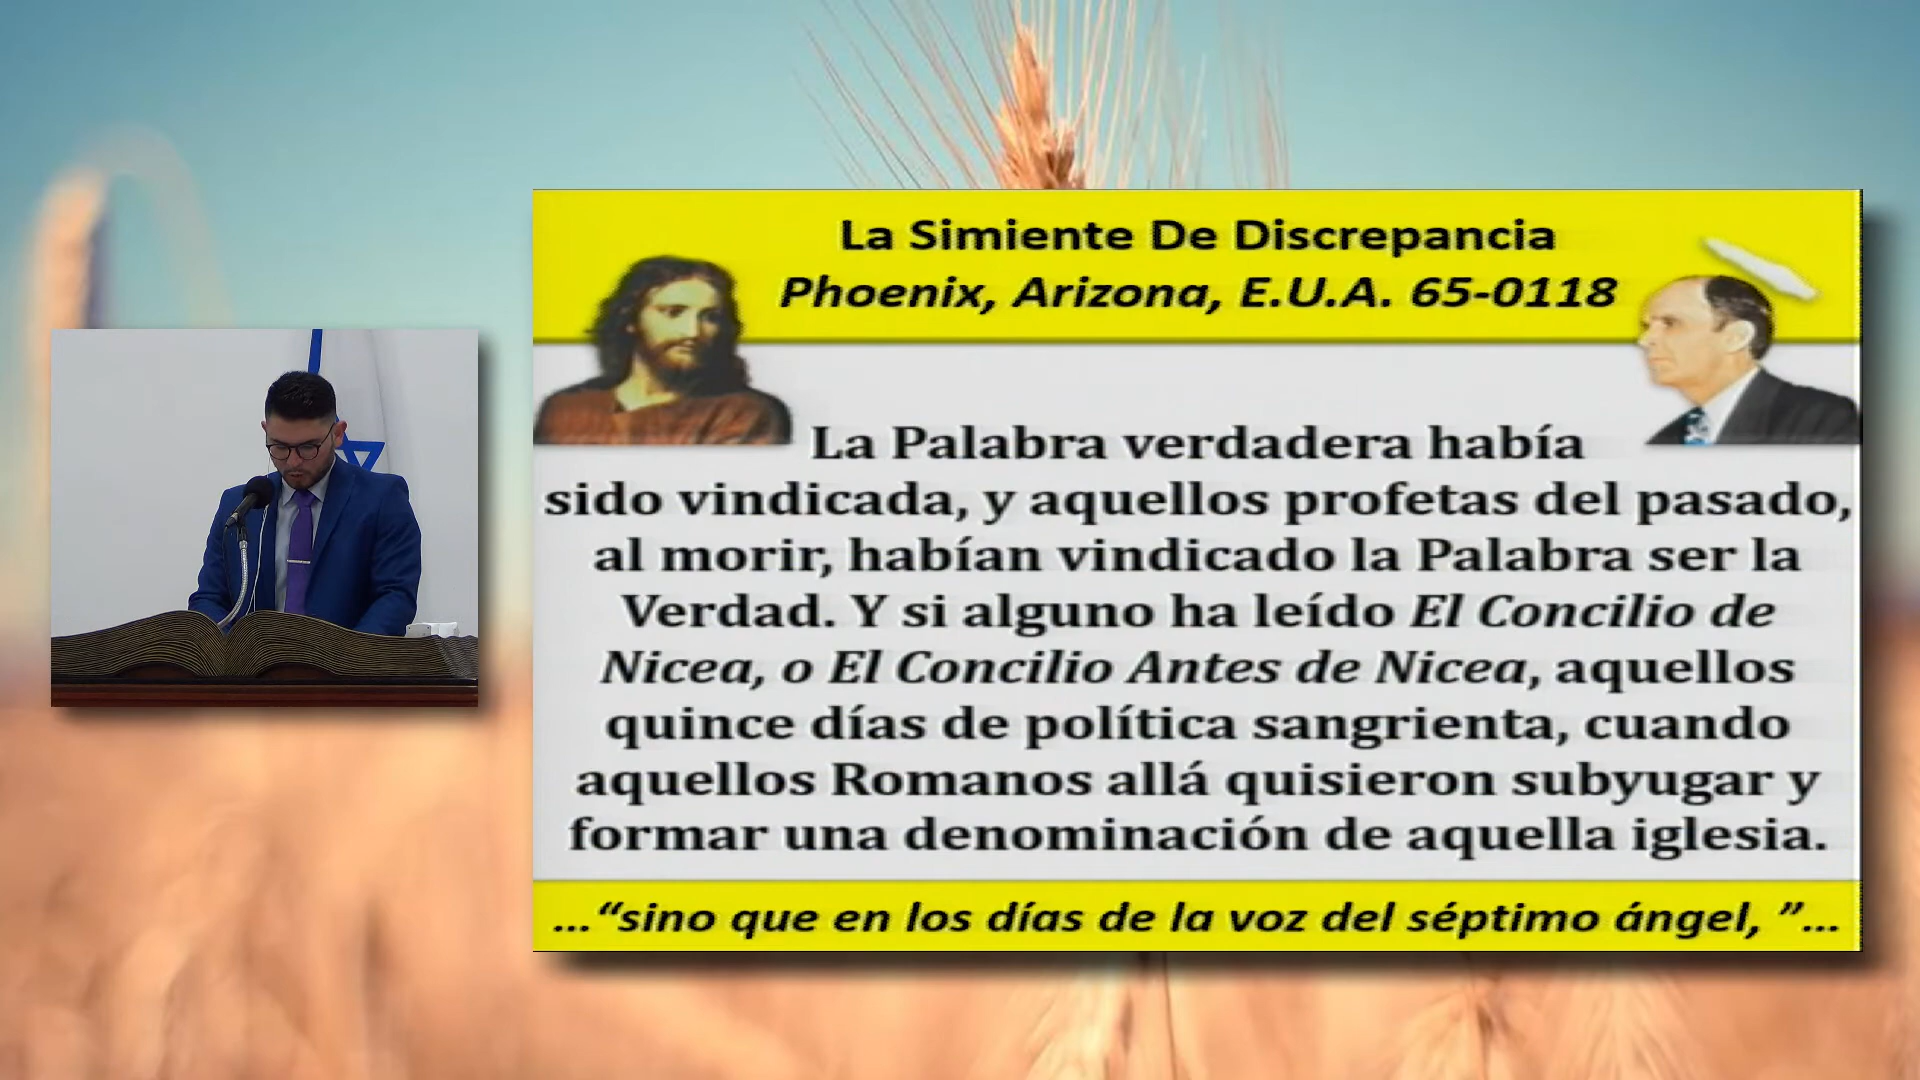 La Simiente De Discrepancia
Phoenix, Arizona, E.U.A. 65-0118
La Palabra verdadera había
sido vindicada, y aquellos profetas del pasado,
al morir, habían vindicado la Palabra ser la
Verdad. Y si alguno ha leído El Concilio de
Nicea, o El Concilio Antes de Nicea, aquellos
quince días de política sangrienta, cuando
aquellos Romanos allá quisieron subyugar y
formar una denominación de aquella iglesia.
...“sino que en los días de la voz del séptimo ángel, ”...